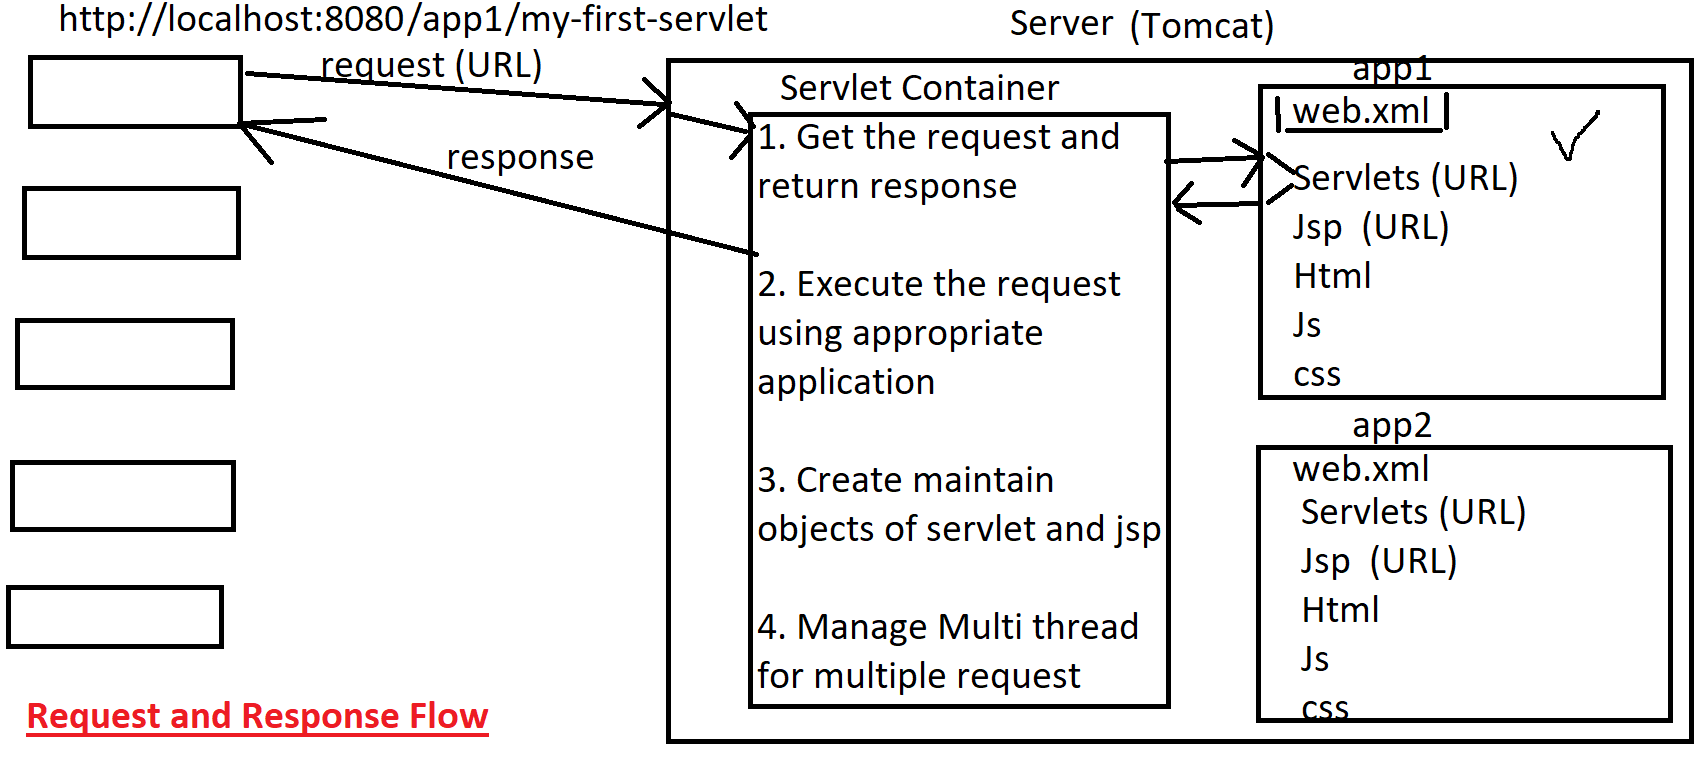 http://localhost:8080/app1/my-first-servlet
request (URL)
response
Server (Tomcat)
Servlet Container
1. Get the request and
return response
2. Execute the request
using appropriate
application
3. Create maintain
objects of servlet and jsp
4. Manage Multi thread
for multiple request
app1
web.xml
Servlets (URL)
Jsp (URL)
Html
Js
css
app2
web.xml
Servlets (URL)
Jsp (URL)
Html
Js
css
Request and Response Flow